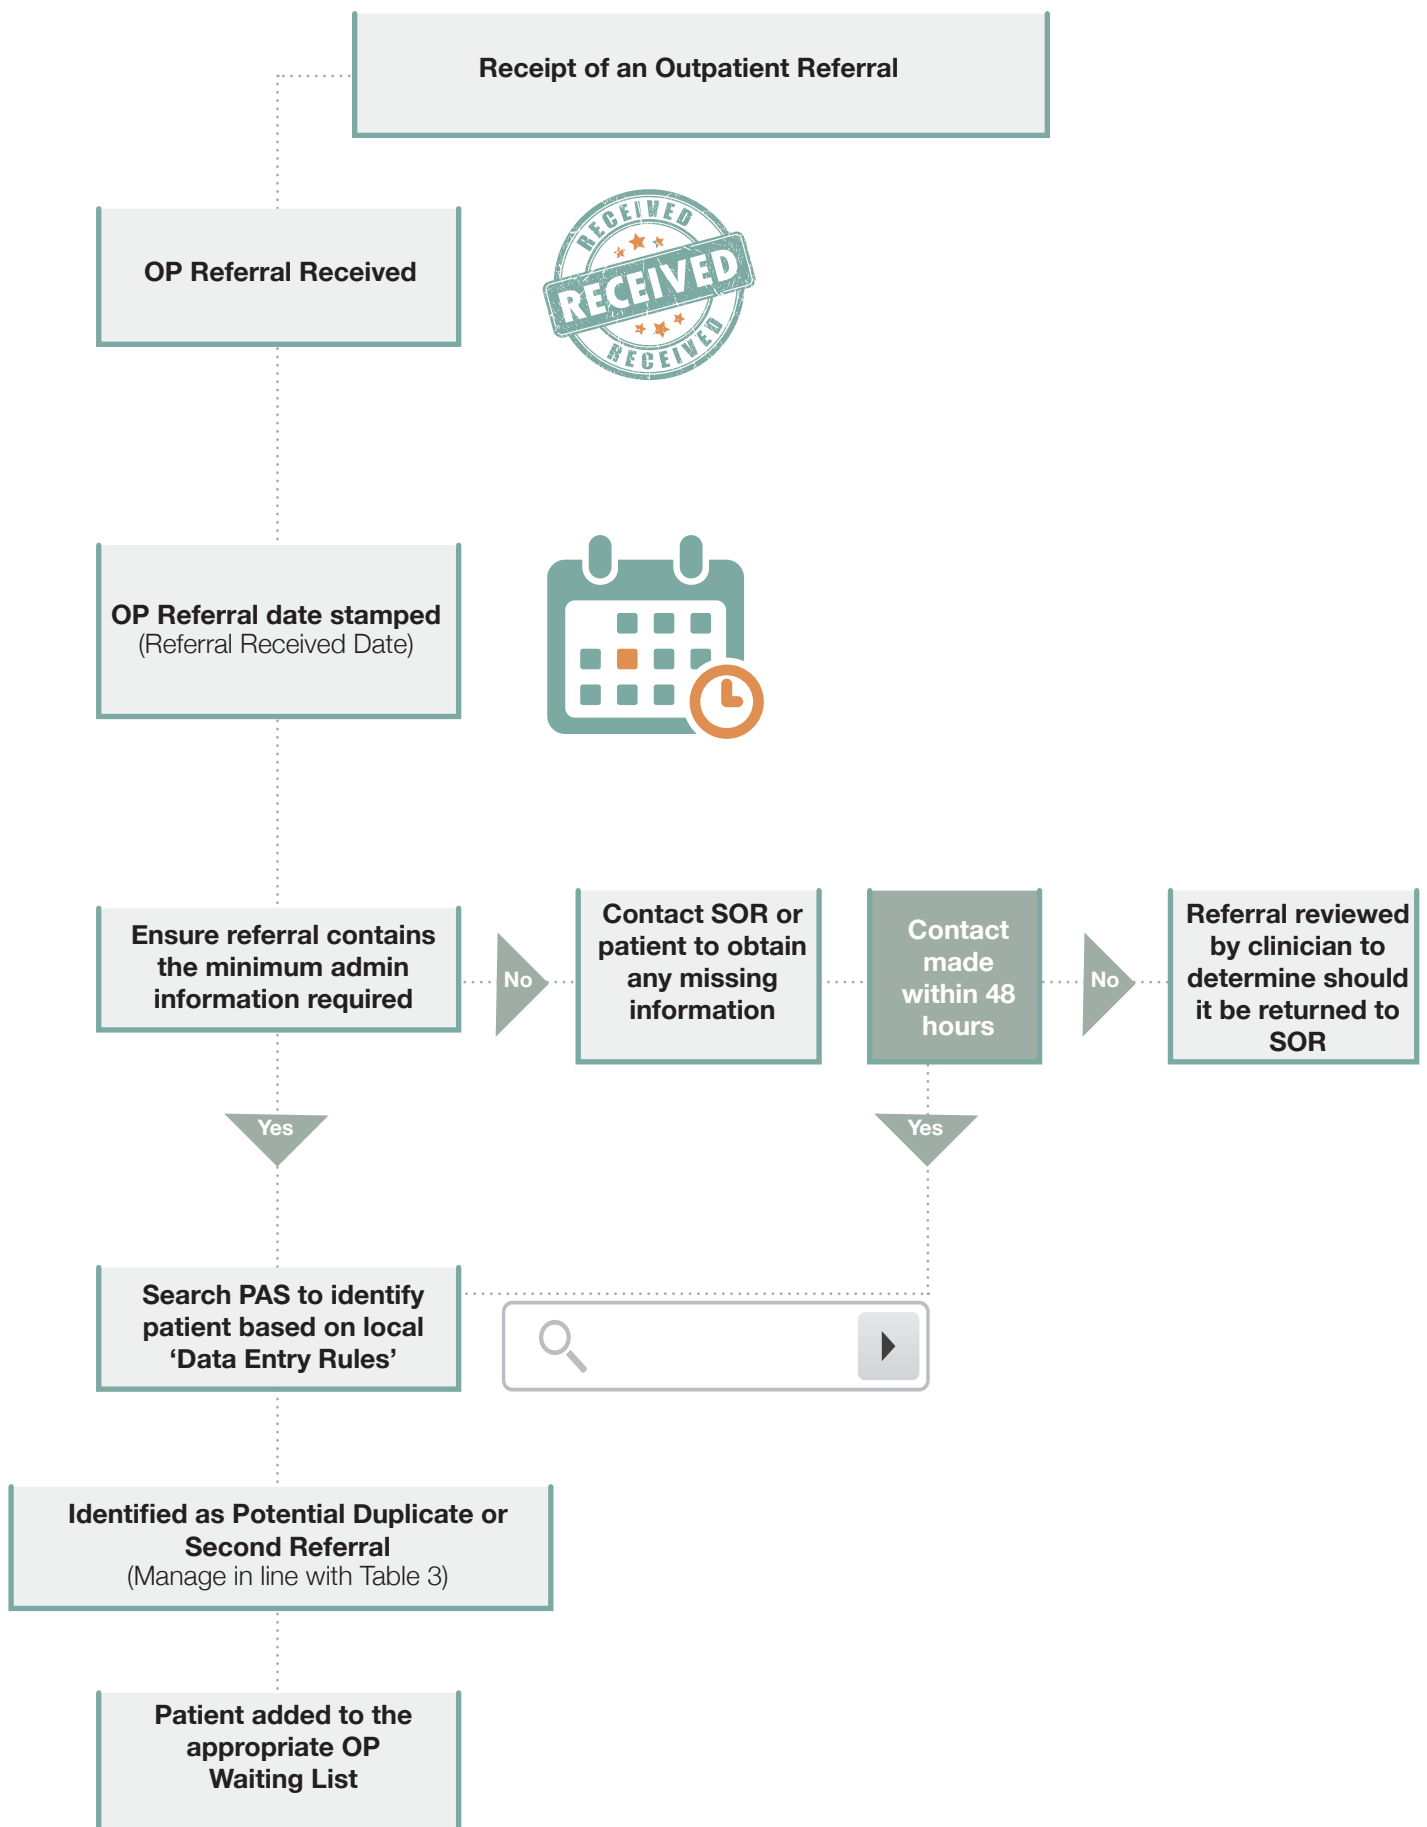 Receipt of an Outpatient Referral
OP Referral Received
RECEIVED
RECEIVED
RECEIVED
OP Referral date stamped
(Referral Received Date)
Ensure referral contains
the minimum admin
information required
No
Contact SOR or
patient to obtain
any missing
information
Contact
made
within 48
hours
No
Referral reviewed
by clinician to
determine should
it be returned to
SOR
Yes
Yes
Search PAS to identify
patient based on local
‘Data Entry Rules’
Identified as Potential Duplicate or
Second Referral
(Manage in line with Table 3)
Patient added to the
appropriate OP
Waiting List